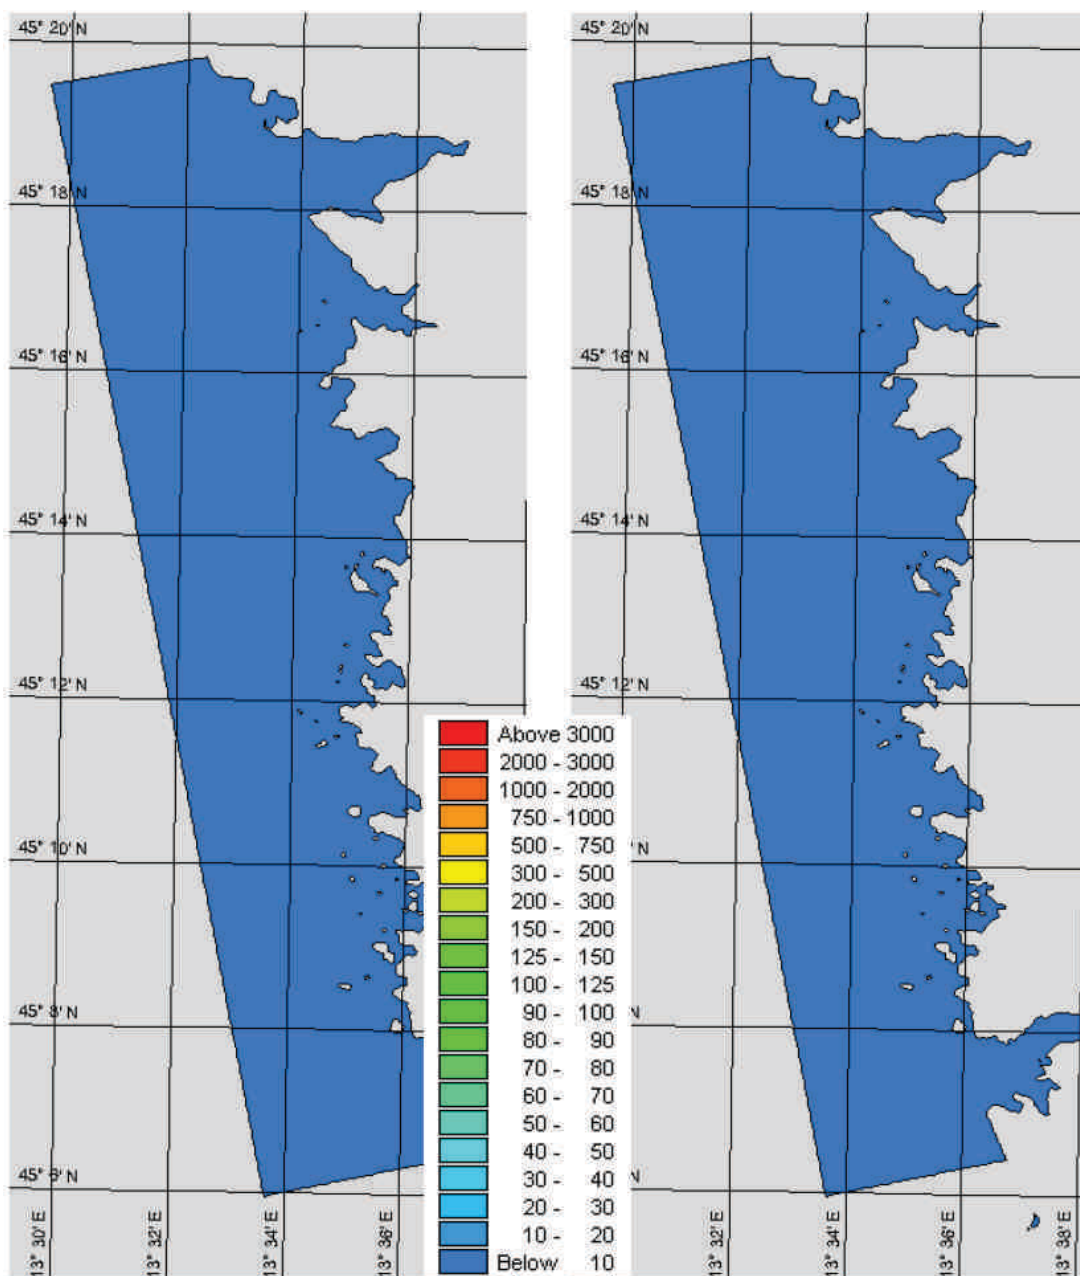 45° 20' N
45° 18' N
45° 16' N
45° 14' N
45° 12' N
45° 10' N
45° 8' N
45° 6' N
13° 30' E
13° 32' E
13° 34' E
13° 36' E
45° 20' N
45° 18' N
45° 16' N
45° 14' N
45° 12' N
N
N
N
13° 32' E
13° 34' E
13° 36' E
13° 38' E
Above 3000
2000 - 3000
1000 - 2000
750 - 1000
500 - 750
300 - 500
200 - 300
150 - 200
125 - 150
100 - 125
90 - 100
80 - 90
70 - 80
60 - 70
50 - 60
40 - 50
30 - 40
20 - 30
10 - 20
Below 10